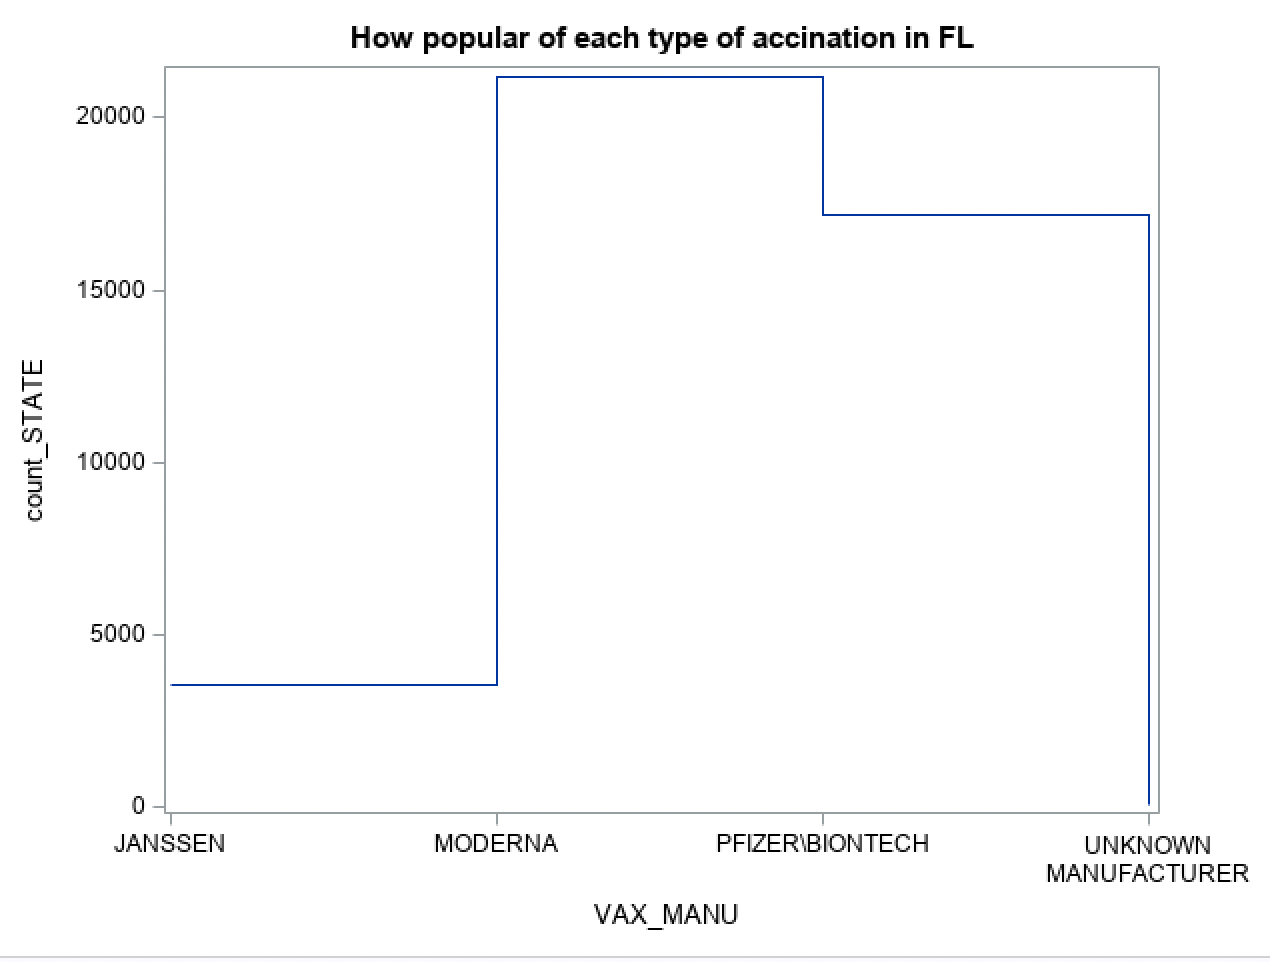 How popular of each type of accination in FL
20000
15000
10000
5000
0
count_STATE
JANSSEN
MODERNA
PFIZER\BIONTECH
UNKNOWN
MANUFACTURER
VAX_MANU